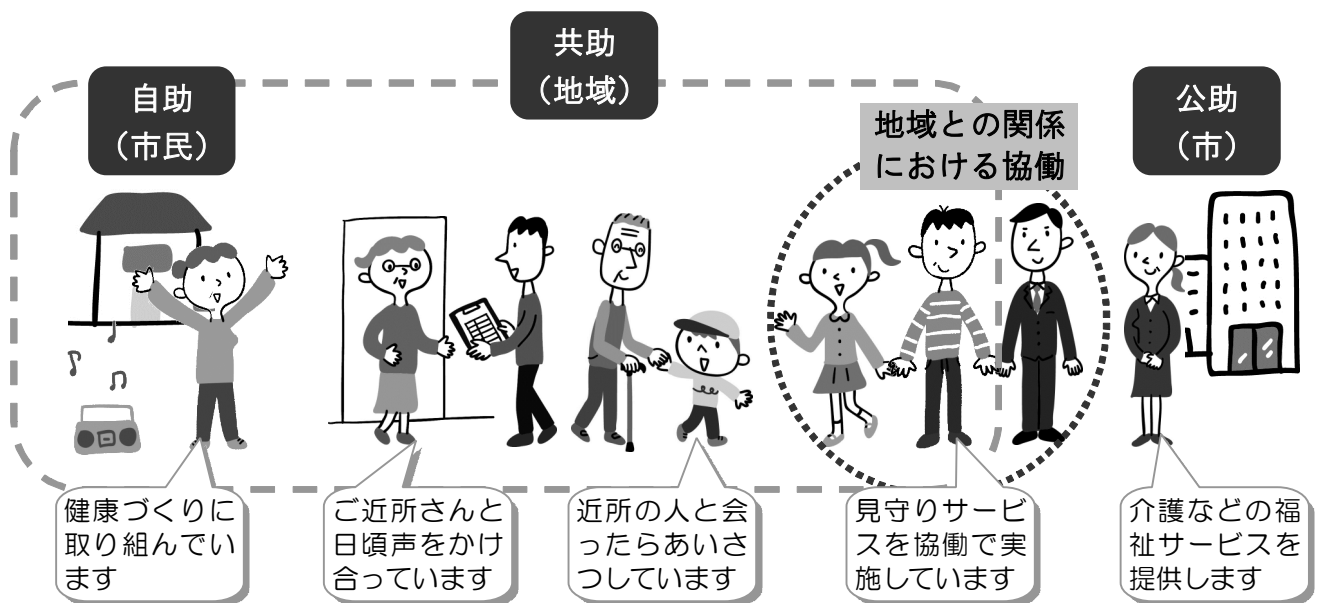 共助
（地域）
自助
（市民）
地域との関係
における協働
公助
（市）
健康づくりに
取り組んでい
ます
ご近所さんと
日頃声をかけ
合っています
近所の人と会
ったらあいさ
つしています
見守りサービ
スを協働で実
施しています
介護などの福
祉サービスを
提供します